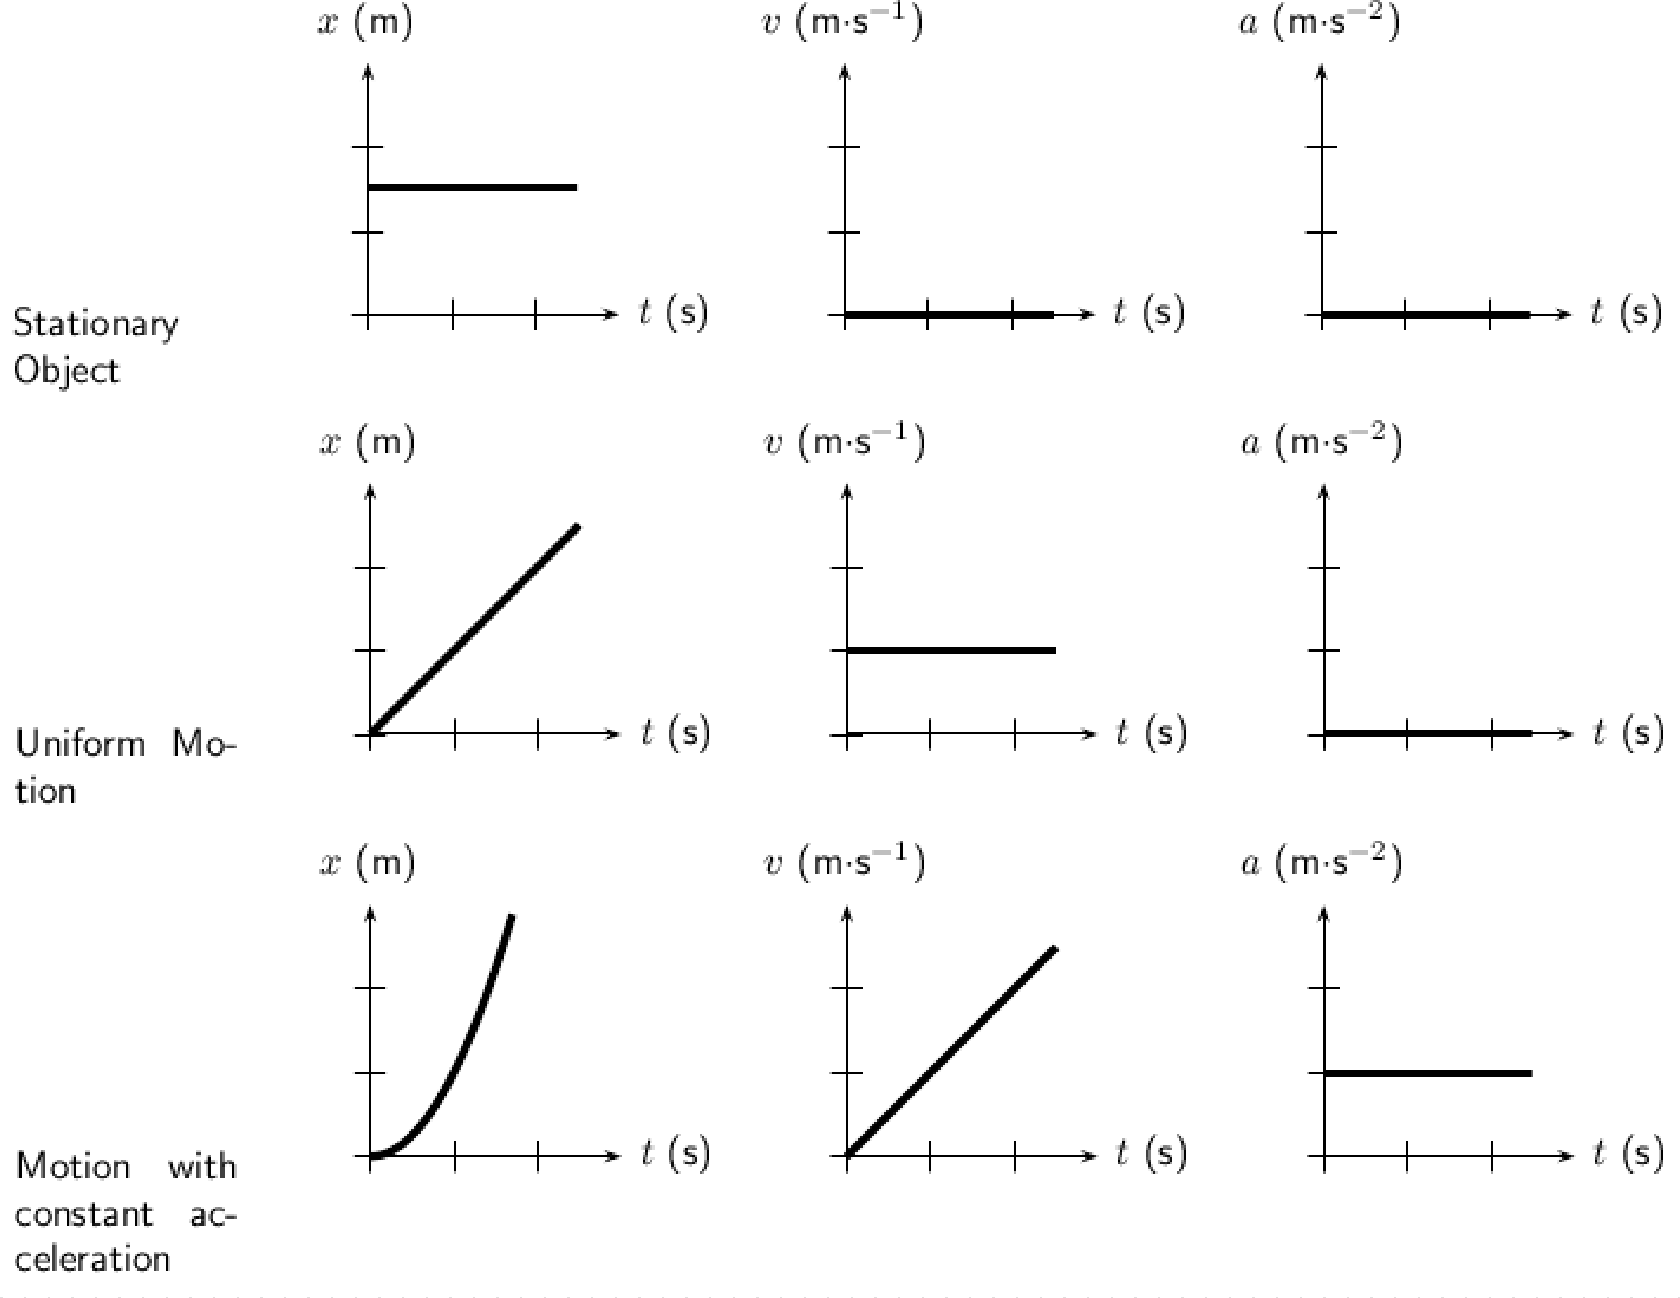 x (m) v (m·s⁻¹) a (m·s⁻²)
t (s) t (s) t (s)
Stationary
Object
x (m) v (m·s⁻¹) a (m·s⁻²)
t (s) t (s) t (s)
Uniform Mo-
tion
x (m) v (m·s⁻¹) a (m·s⁻²)
t (s) t (s) t (s)
Motion with
constant ac-
celeration